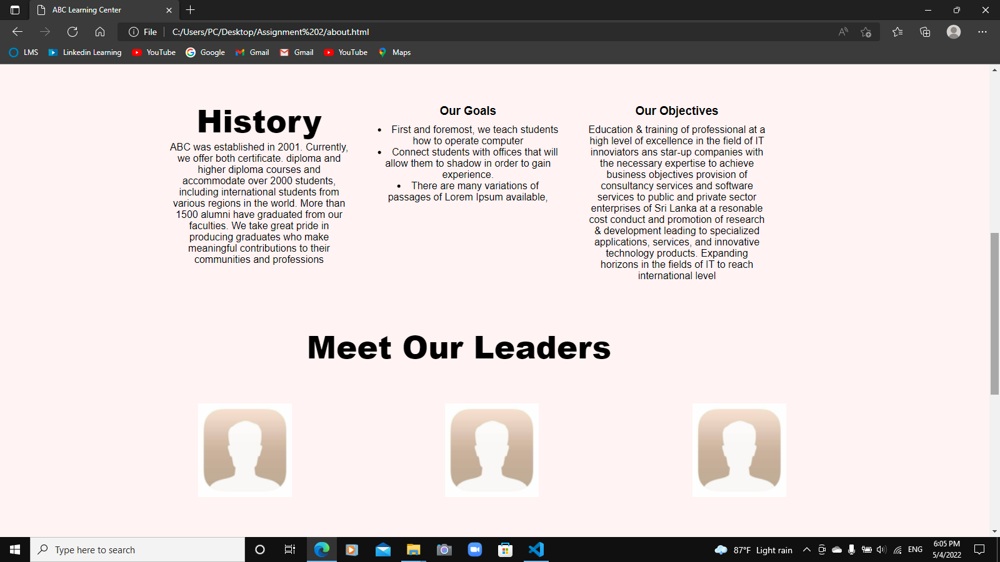 ABC Learning Center
File
C:/Users/PC/Desktop/Assignment%202/about.html
LMS
Linkedin Learning
YouTube
Google
Gmail
Gmail
YouTube
Maps
History
ABC was established in 2001. Currently,
we offer both certificate. diploma and
higher diploma courses and
accommodate over 2000 students,
including international students from
various regions in the world. More than
1500 alumni have graduated from our
faculties. We take great pride in
producing graduates who make
meaningful contributions to their
communities and professions
Our Goals
• First and foremost, we teach students
how to operate computer
• Connect students with offices that will
allow them to shadow in order to gain
experience.
• There are many variations of
passages of Lorem Ipsum available,
Our Objectives
Education & training of professional at a
high level of excellence in the field of IT
innoviators ans star-up companies with
the necessary expertise to achieve
business objectives provision of
consultancy services and software
services to public and private sector
enterprises of Sri Lanka at a resonable
cost conduct and promotion of research
& development leading to specialized
applications, services, and innovative
technology products. Expanding
horizons in the fields of IT to reach
international level
Meet Our Leaders
Type here to search
87°F Light rain
ENG
6:05 PM
5/4/2022